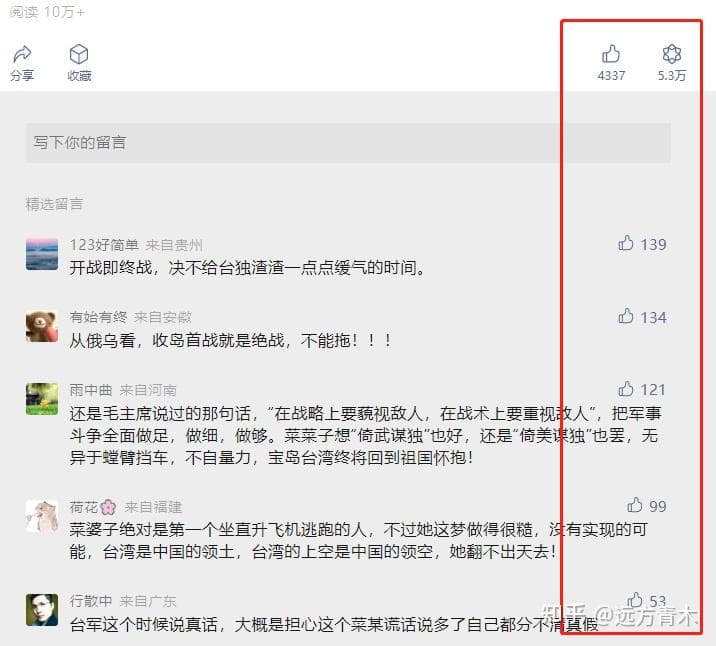 阅读 10万+
分享 收藏 4337 5.3万
写下你的留言
精选留言
123好简单 来自贵州 139
开战即终战，决不给台独渣渣一点点缓气的时间。
有始有终 来自安徽 134
从俄乌看，收岛首战就是绝战，不能拖！！！
雨中曲 来自河南 121
还是毛主席说过的那句话，“在战略上要藐视敌人，在战术上要重视敌人”，把军事
斗争全面做足，做细，做够。菜菜子想“倚武谋独”也好，还是“倚美谋独”也罢，无
异于螳臂挡车，不自量力，宝岛台湾终将回到祖国怀抱！
荷花🌸 来自福建 99
菜婆子绝对是第一个坐直升飞机逃跑的人，不过她这梦做得很糙，没有实现的可
能，台湾是中国的领土，台湾的上空是中国的领空，她翻不出天去！
行散中 来自广东 53
台军这个时候说真话，大概是担心这个菜某谎话说多了自己都分不清真假
知乎 @远方青木